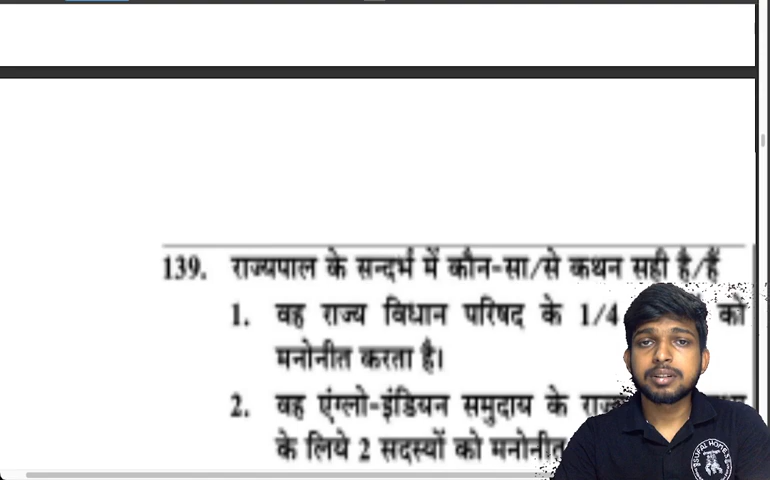 139. राज्यपाल के सन्दर्भ में कौन-सा/से कथन सही है/हैं
1. वह राज्य विधान परिषद के 1/4 को
मनोनीत करता है।
2. वह एंग्लो-इंडियन समुदाय के
के लिये 2 सदस्यों को मनोनीत